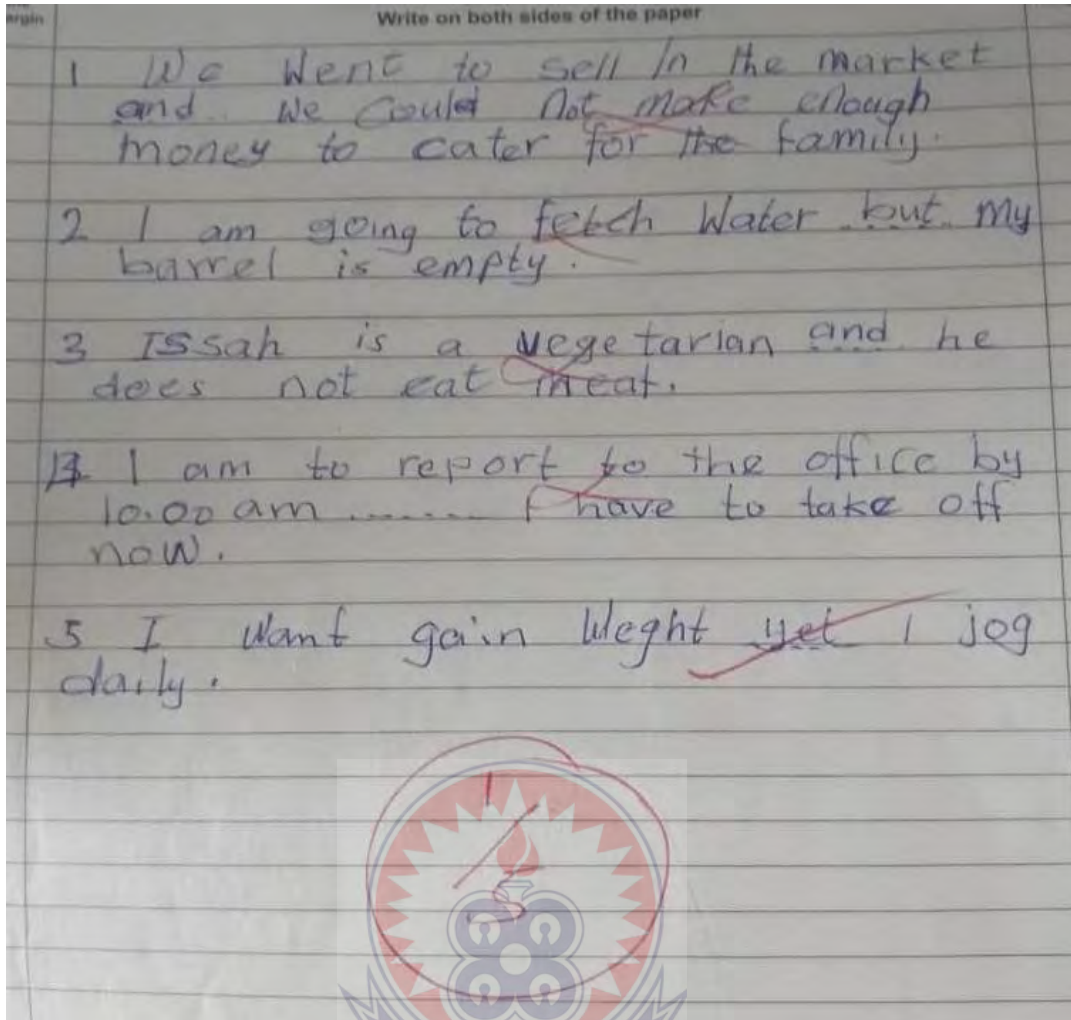 argin
Write on both sides of the paper
1 We went to sell In the market
and We Could not make enough
money to cater for the family.
2 I am going to fetch Water but my
barrel is empty.
3 ISsah is a vegetarian and he
does not eat meat.
4 I am to report to the office by
10.00 am ....... I have to take off
now.
5 I want gain Weght yet I jog
daily.
1
5